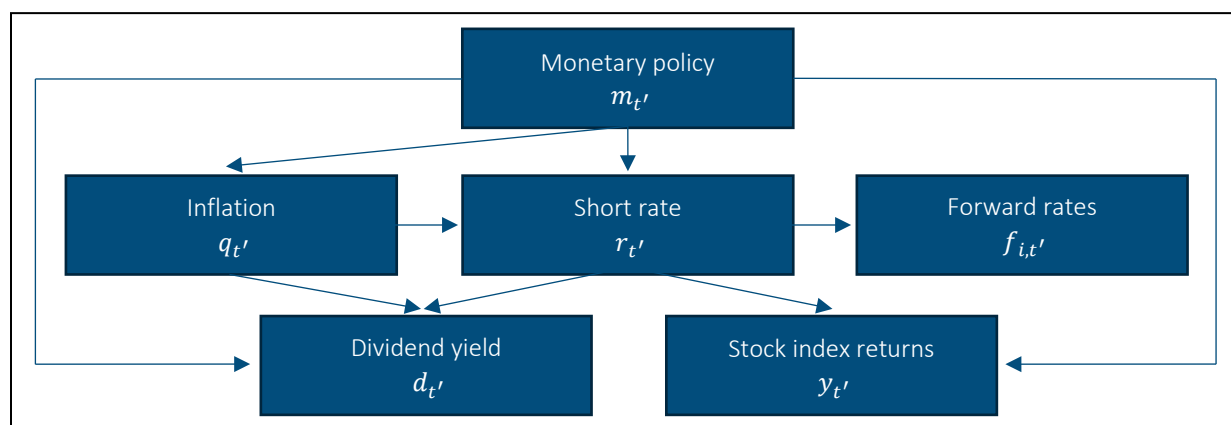 Monetary policy
m_{t′}
Inflation
q_{t′}
Short rate
r_{t′}
Forward rates
f_{i,t′}
Dividend yield
d_{t′}
Stock index returns
y_{t′}